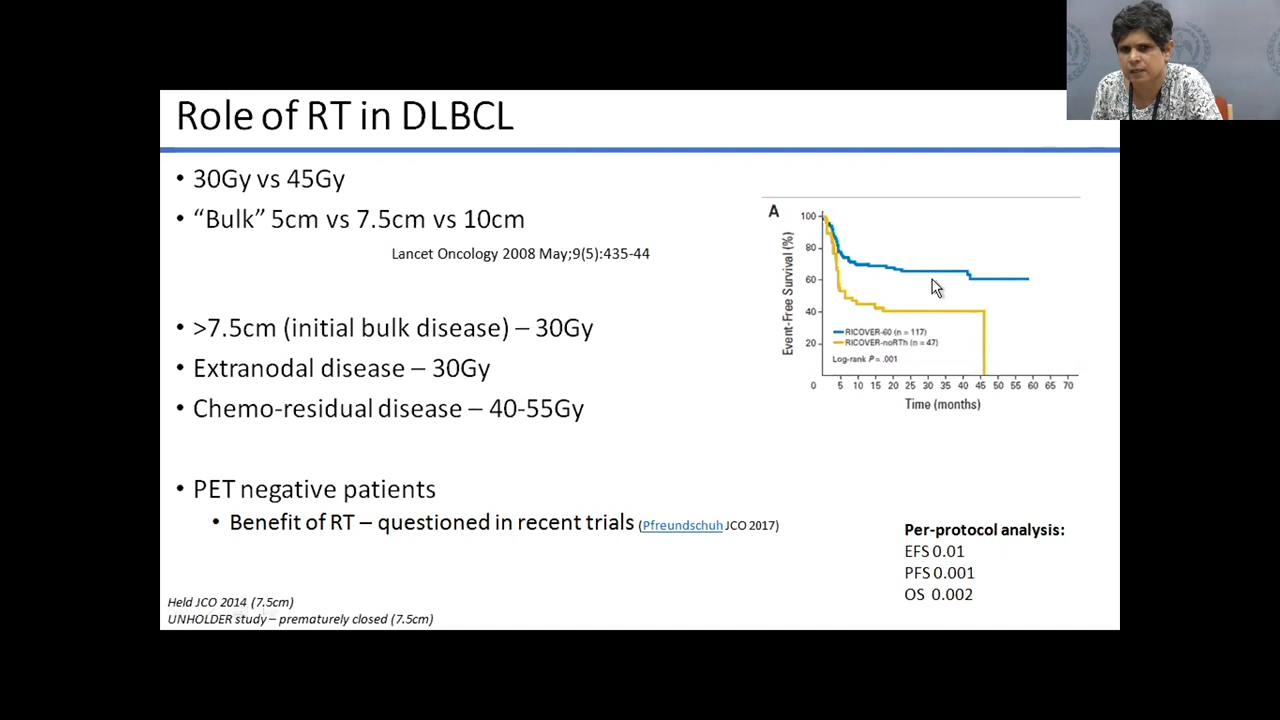 Role of RT in DLBCL
• 30Gy vs 45Gy
• “Bulk” 5cm vs 7.5cm vs 10cm
Lancet Oncology 2008 May;9(5):435-44
• >7.5cm (initial bulk disease) – 30Gy
• Extranodal disease – 30Gy
• Chemo-residual disease – 40-55Gy
• PET negative patients
• Benefit of RT – questioned in recent trials (Pfreundschuh JCO 2017)
Held JCO 2014 (7.5cm)
UNHOLDER study – prematurely closed (7.5cm)
A
Event-Free Survival (%)
100
80
60
40
20
RICOVER-60 (n = 117)
RICOVER-noRTh (n = 47)
Log-rank P = .001
0 5 10 15 20 25 30 35 40 45 50 55 60 65 70
Time (months)
Per-protocol analysis:
EFS 0.01
PFS 0.001
OS 0.002